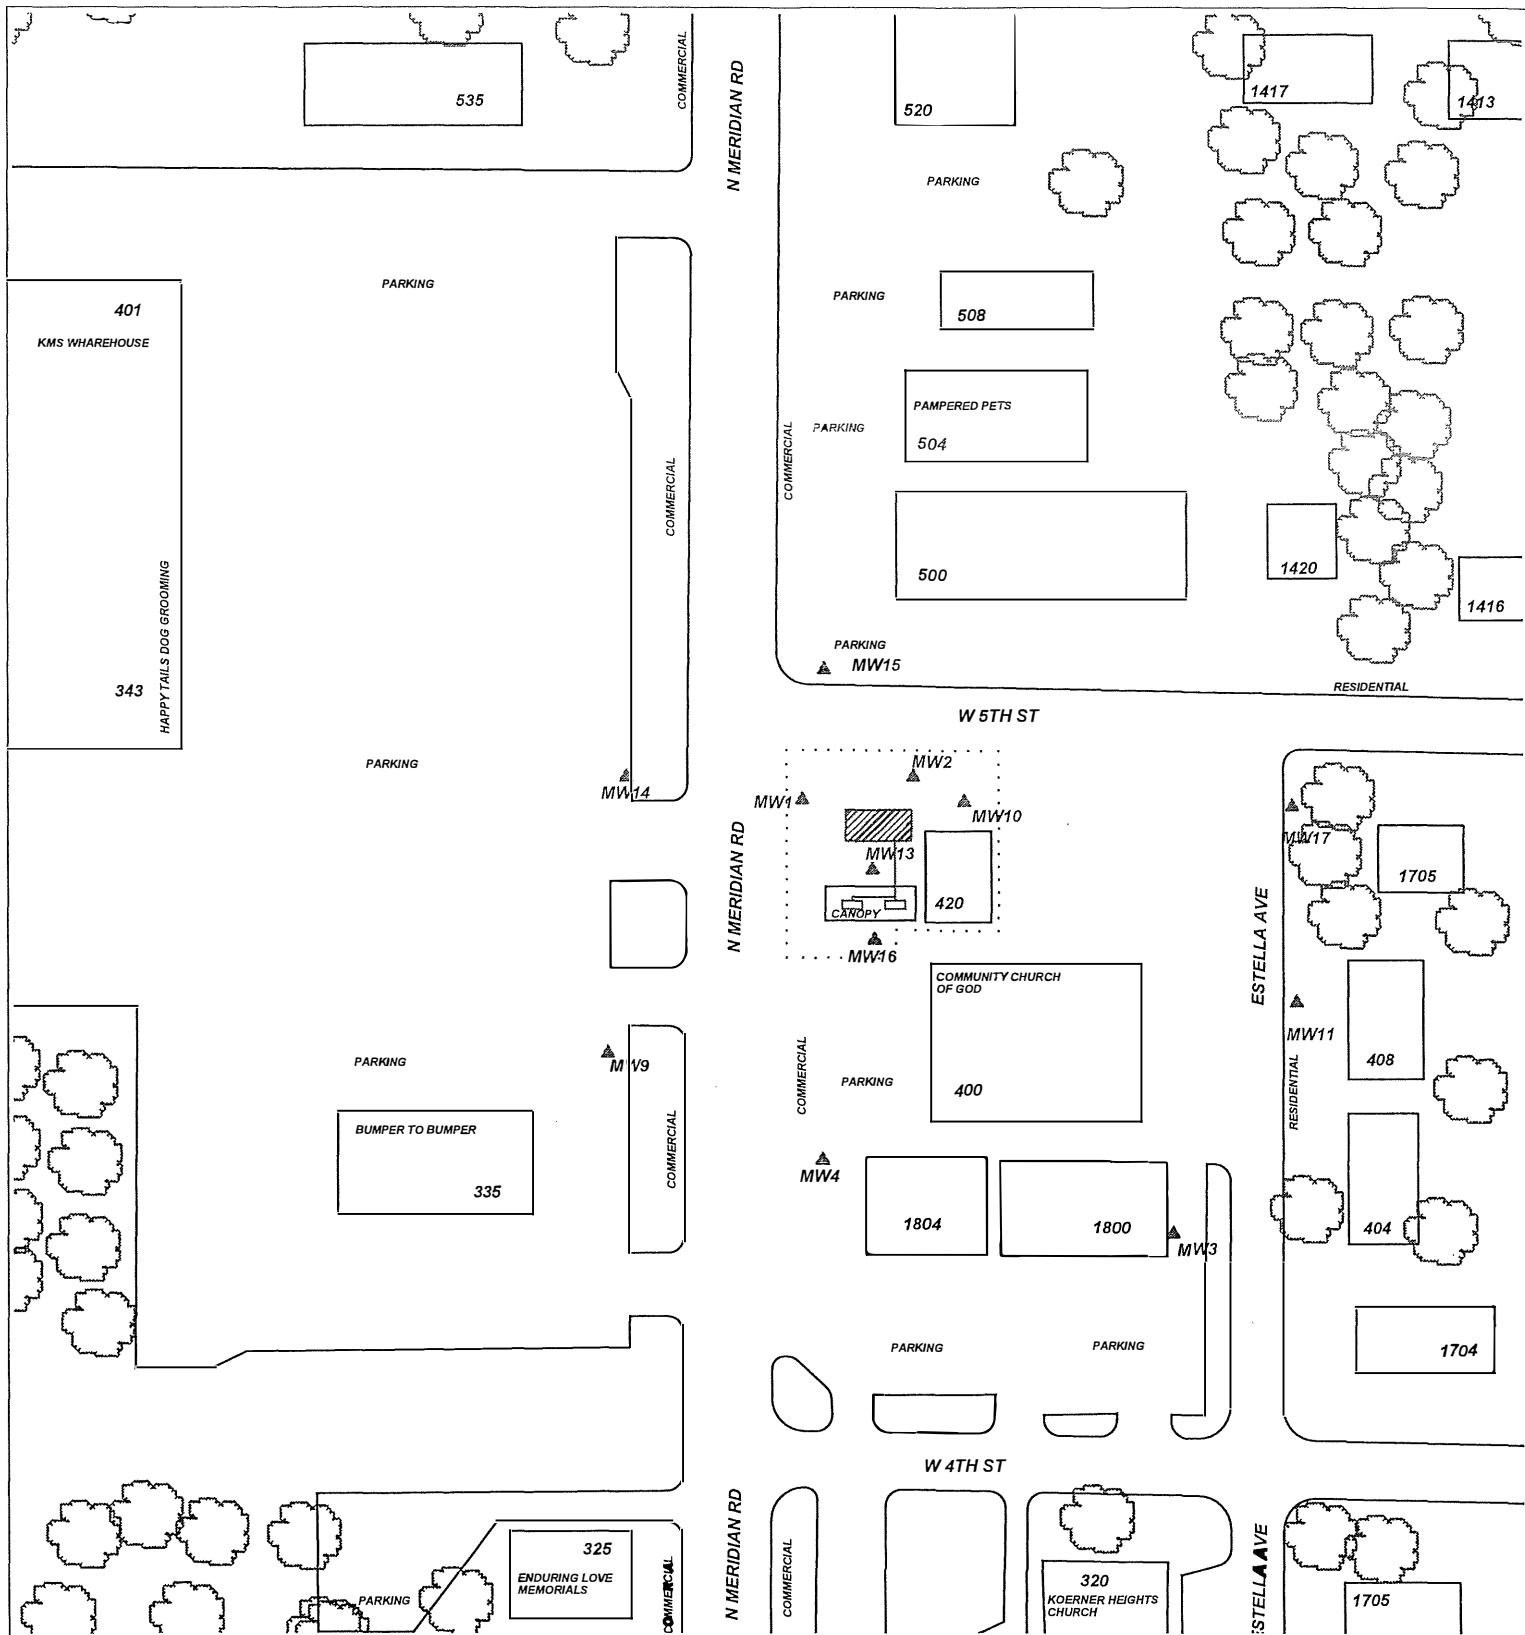 COMMERCIAL
N MERIDIAN RD
535
520
1417
1413
PARKING
PARKING
401
KMS WHAREHOUSE
PARKING
508
PAMPERED PETS
504
PARKING
COMMERCIAL
COMMERCIAL
500
1420
1416
HAPPY TAILS DOG GROOMING
343
PARKING
MW15
RESIDENTIAL
W 5TH ST
PARKING
MW14
MW1
MW2
MW10
MW13
MW17
N MERIDIAN RD
CANOPY
420
1705
ESTELLA AVE
MW16
COMMUNITY CHURCH
OF GOD
400
MW11
408
PARKING
MW9
COMMERCIAL
PARKING
RESIDENTIAL
BUMPER TO BUMPER
335
COMMERCIAL
MW4
1804
1800
MW3
404
PARKING
PARKING
1704
W 4TH ST
N MERIDIAN RD
325
ENDURING LOVE
MEMORIALS
PARKING
COMMERCIAL
COMMERCIAL
320
KOERNER HEIGHTS
CHURCH
ESTELLA AVE
1705